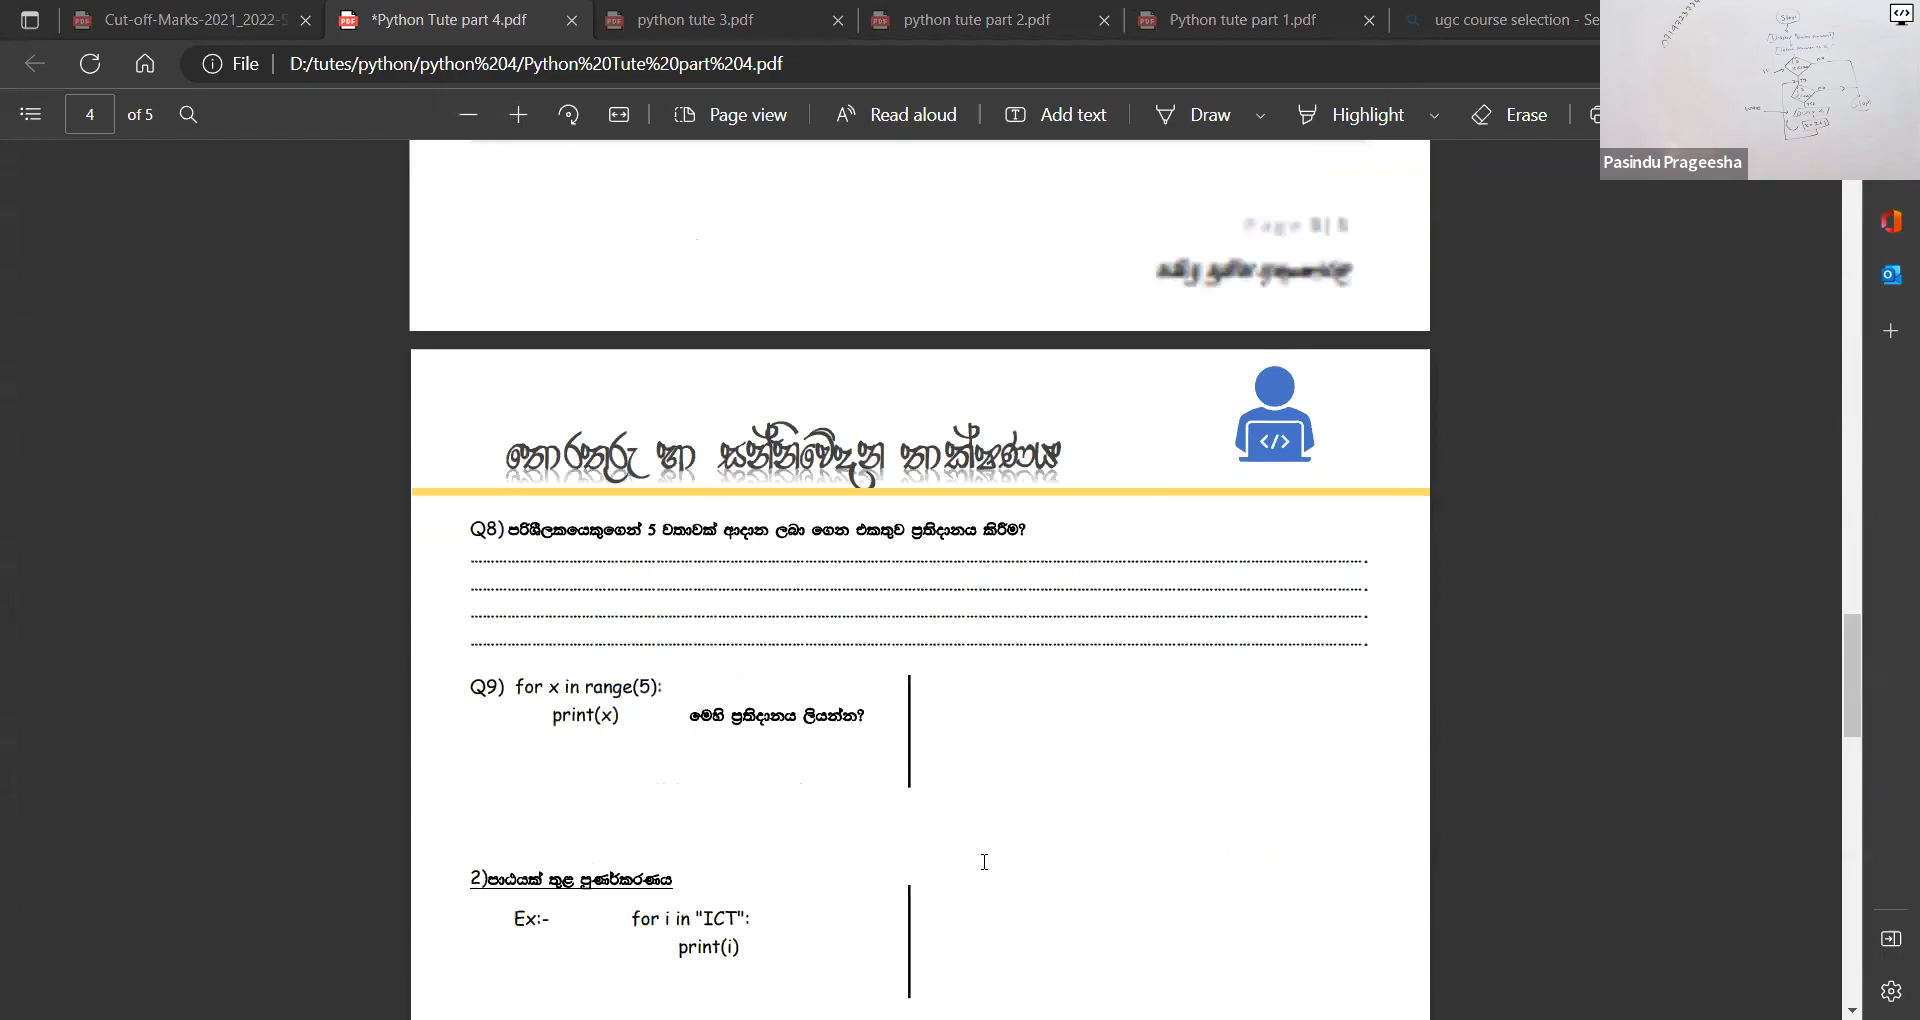 Cut-off-Marks-2021_2022-S
*Python Tute part 4.pdf
python tute 3.pdf
python tute part 2.pdf
Python tute part 1.pdf
ugc course selection - Se
File
D:/tutes/python/python%204/Python%20Tute%20part%204.pdf
4 of 5
Page view
Read aloud
Add text
Draw
Highlight
Erase
Pasindu Prageesha
තොරතුරු හා සන්නිවේදන තාක්ෂණය
Q8) පරිශීලකයෙකුගෙන් 5 වතාවක් ආදාන ලබා ගෙන එකතුව ප්‍රතිදානය කිරීම?
Q9) for x in range(5):
print(x) මෙහි ප්‍රතිදානය ලියන්න?
2)පාඨයක් තුළ පුණර්කරණය
Ex:- for i in "ICT":
print(i)